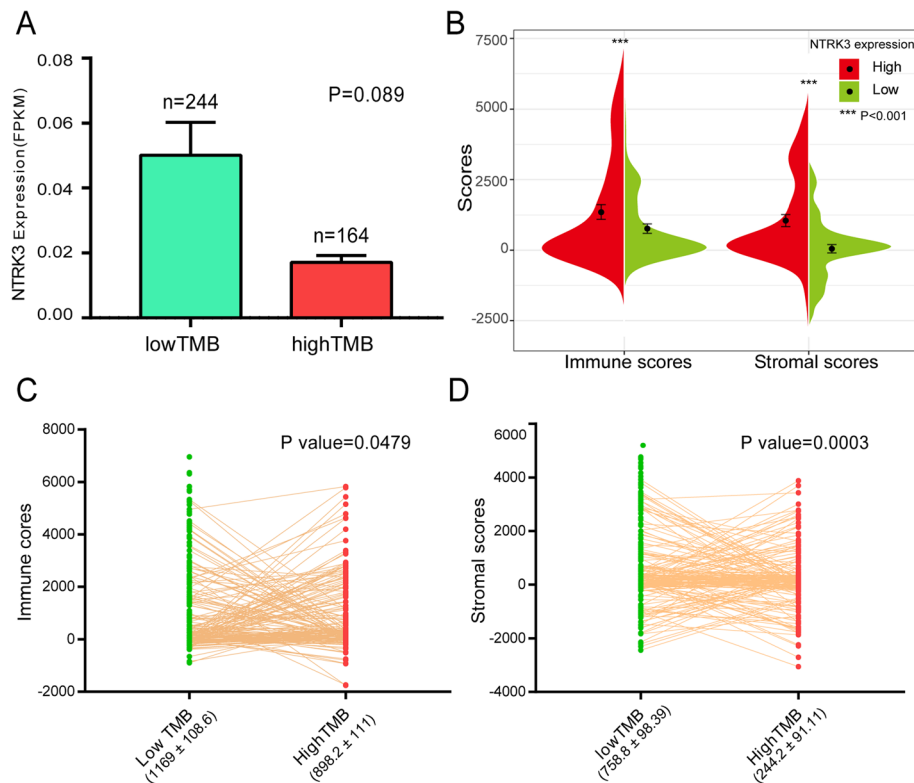 A
NTRK3 Expression(FPKM)
0.08
0.06
0.04
0.02
0.00
n=244
P=0.089
n=164
lowTMB
highTMB
B
Scores
7500
5000
2500
0
-2500
***
***
NTRK3 expression
High
Low
*** P<0.001
Immune scores
Stromal scores
C
Immune cores
8000
6000
4000
2000
0
-2000
P value=0.0479
Low TMB
(1169 ± 108.6)
HighTMB
(898.2 ± 111)
D
Stromal scores
6000
4000
2000
0
-2000
-4000
P value=0.0003
lowTMB
(758.8 ± 98.39)
HighTMB
(244.2 ± 91.11)